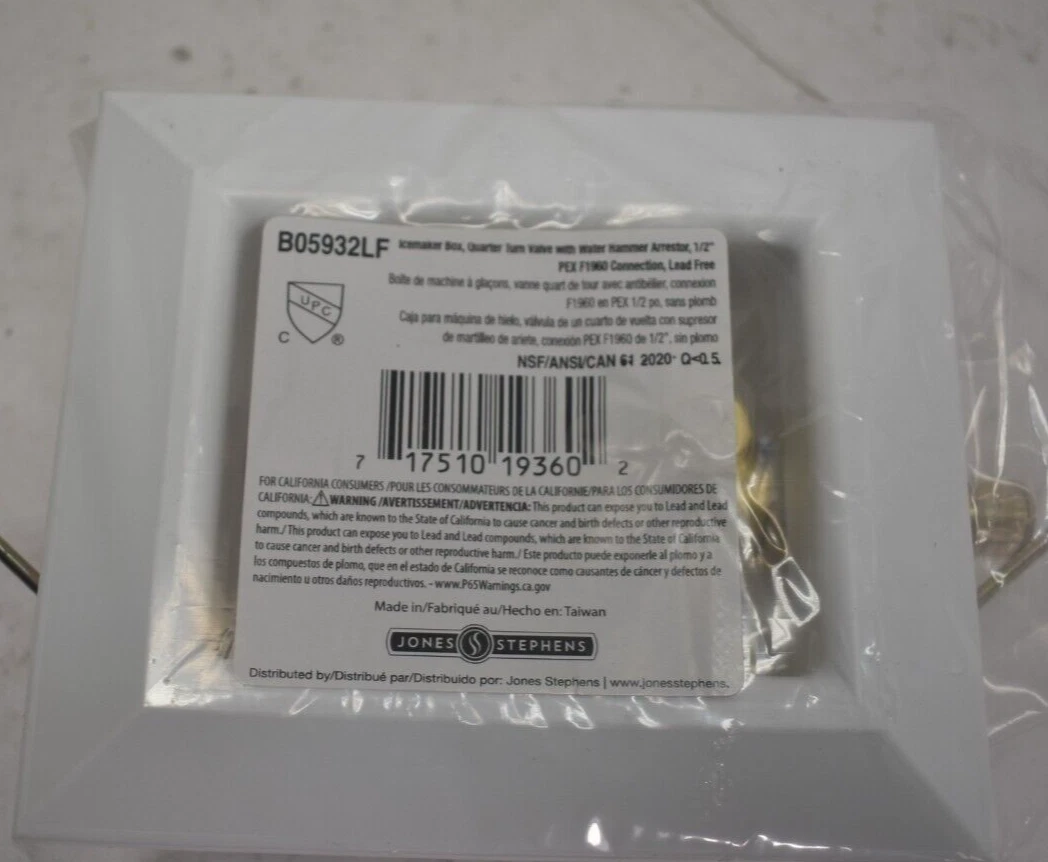 B05932LF Icemaker Box, Quarter Turn Valve with Water Hammer Arrestor, 1/2"
PEX F1960 Connection, Lead Free
Boîte de machine à glaçons, vanne quart de tour avec antibélier, connexion
F1960 en PEX 1/2 po, sans plomb
Caja para máquina de hielo, válvula de un cuarto de vuelta con supresor
de martilleo de ariete, conexión PEX F1960 de 1/2", sin plomo
UPC
C ®
NSF/ANSI/CAN 61 2020· Q<0.5
7 17510 19360 2
FOR CALIFORNIA CONSUMERS /POUR LES CONSOMMATEURS DE LA CALIFORNIE/PARA LOS CONSUMIDORES DE
CALIFORNIA: ⚠ WARNING /AVERTISSEMENT/ADVERTENCIA: This product can expose you to Lead and Lead
compounds, which are known to the State of California to cause cancer and birth defects or other reproductive
harm./ This product can expose you to Lead and Lead compounds, which are known to the State of California
to cause cancer and birth defects or other reproductive harm./ Este producto puede exponerle al plomo y a
los compuestos de plomo, que en el estado de California se reconoce como causantes de cáncer y defectos de
nacimiento u otros daños reproductivos. - www.P65Warnings.ca.gov
Made in/Fabriqué au/Hecho en: Taiwan
JONES STEPHENS
Distributed by/Distribué par/Distribuido por: Jones Stephens | www.jonesstephens.